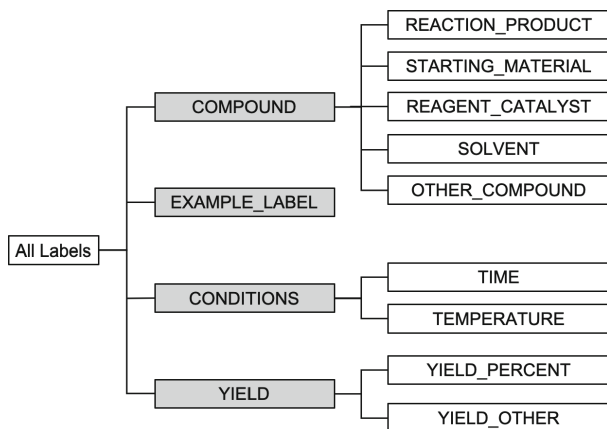 All Labels
COMPOUND
REACTION_PRODUCT
STARTING_MATERIAL
REAGENT_CATALYST
SOLVENT
OTHER_COMPOUND
EXAMPLE_LABEL
CONDITIONS
TIME
TEMPERATURE
YIELD
YIELD_PERCENT
YIELD_OTHER